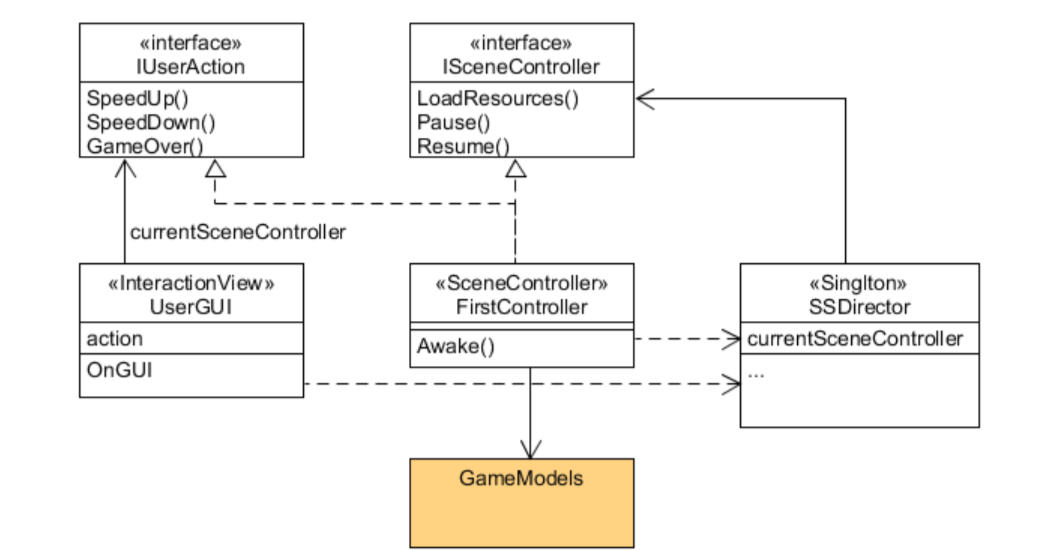 «interface»
IUserAction
SpeedUp()
SpeedDown()
GameOver()
«interface»
ISceneController
LoadResources()
Pause()
Resume()
currentSceneController
«InteractionView»
UserGUI
action
OnGUI
«SceneController»
FirstController
Awake()
«Singlton»
SSDirector
currentSceneController
...
GameModels